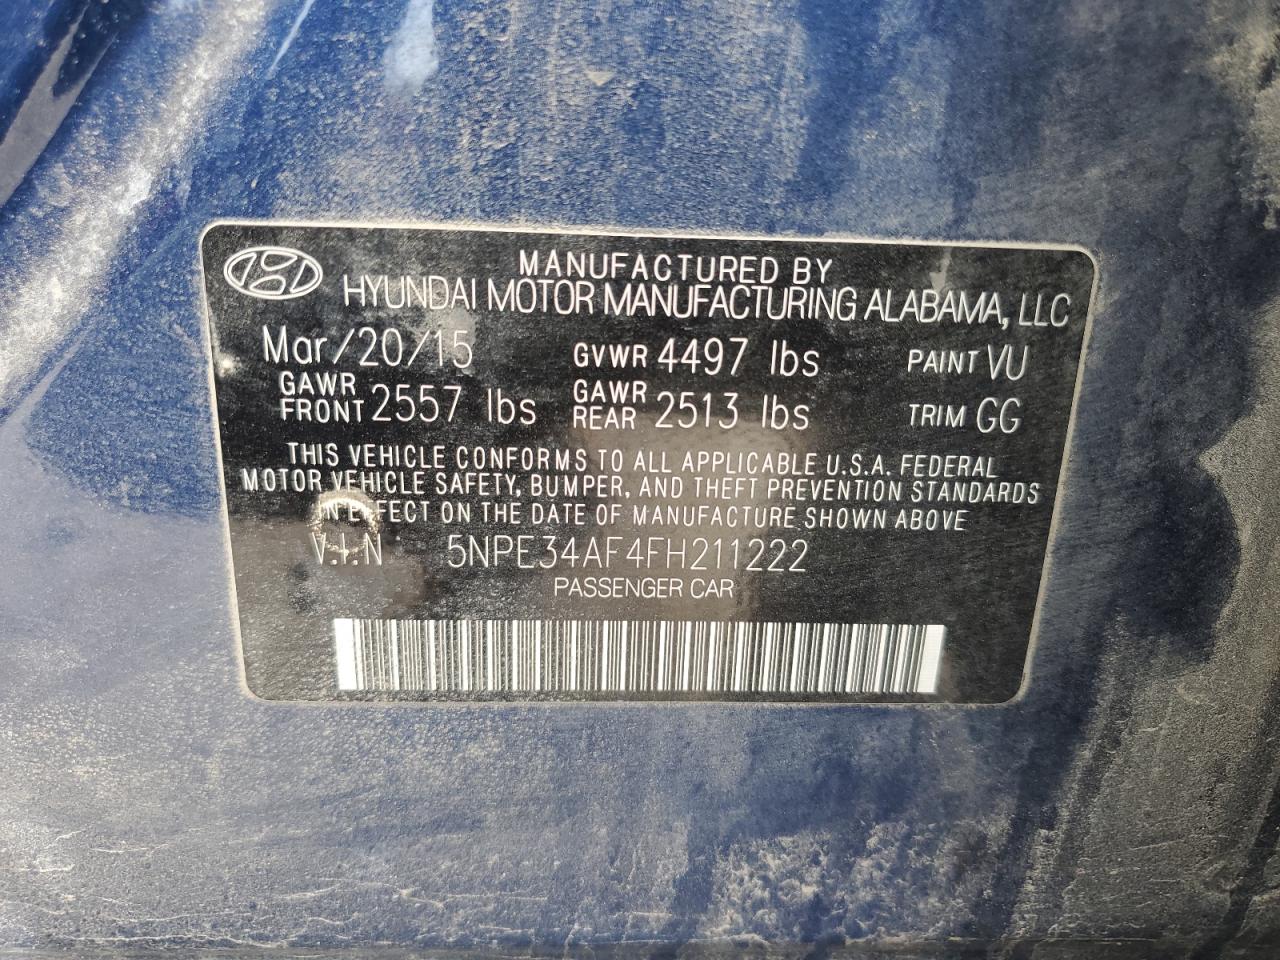 MANUFACTURED BY
HYUNDAI MOTOR MANUFACTURING ALABAMA, LLC
Mar/20/15 GVWR 4497 lbs PAINT VU
GAWR FRONT 2557 lbs GAWR REAR 2513 lbs TRIM GG
THIS VEHICLE CONFORMS TO ALL APPLICABLE U.S.A. FEDERAL
MOTOR VEHICLE SAFETY, BUMPER, AND THEFT PREVENTION STANDARDS
IN EFFECT ON THE DATE OF MANUFACTURE SHOWN ABOVE
V.I.N 5NPE34AF4FH211222
PASSENGER CAR